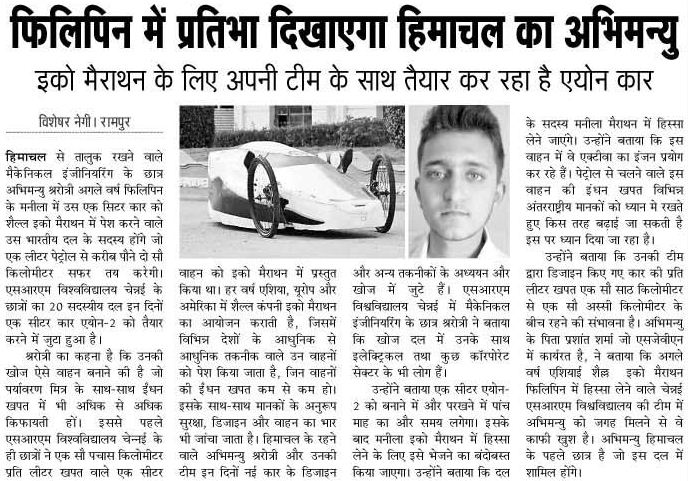 फिलिपिन में प्रतिभा दिखाएगा हिमाचल का अभिमन्यु
इको मैराथन के लिए अपनी टीम के साथ तैयार कर रहा है एयोन कार
विशेषर नेगी। रामपुर
हिमाचल से तालुक रखने वाले
मैकेनिकल इंजीनियरिंग के छात्र
अभिमन्यु श्ररोत्री अगले वर्ष फिलिपिन
के मनीला में उस एक सिटर कार को
शैल्ल इको मैराथन में पेश करने वाले
उस भारतीय दल के सदस्य होंगे जो
एक लीटर पेट्रोल से करीब पौने दो सौ
किलोमीटर सफर तय करेगी।
एसआरएम विश्वविद्यालय चेन्नई के
छात्रों का 20 सदस्यीय दल इन दिनों
एक सीटर कार एयोन-2 को तैयार
करने में जुटा हुआ है।
श्ररोत्री का कहना है कि उनकी
खोज ऐसे वाहन बनाने की है जो
पर्यावरण मित्र के साथ-साथ ईंधन
खपत में भी अधिक से अधिक
किफायती हों। इससे पहले
एसआरएम विश्वविद्यालय चेन्नई के
ही छात्रों ने एक सौ पचास किलोमीटर
प्रति लीटर खपत वाले एक सीटर
वाहन को इको मैराथन में प्रस्तुत
किया था। हर वर्ष एशिया, यूरोप और
अमेरिका में शैल्ल कंपनी इको मैराथन
का आयोजन कराती है, जिसमें
विभिन्न देशों के आधुनिक से
आधुनिक तकनीक वाले उन वाहनों
को पेश किया जाता है, जिन वाहनों
की ईंधन खपत कम से कम हो।
इसके साथ-साथ मानकों के अनुरूप
सुरक्षा, डिजाइन और वाहन का भार
भी जांचा जाता है। हिमाचल के रहने
वाले अभिमन्यु श्ररोत्री और उनकी
टीम इन दिनों नई कार के डिजाइन
और अन्य तकनीकों के अध्ययन और
खोज में जुटे हैं। एसआरएम
विश्वविद्यालय चेन्नई में मैकेनिकल
इंजीनियरिंग के छात्र श्ररोत्री ने बताया
कि खोज दल में उनके साथ
इलेक्ट्रिकल तथा कुछ कॉरपोरेट
सेक्टर के भी लोग हैं।
उन्होंने बताया एक सीटर एयोन-
2 को बनाने में और परखने में पांच
माह का और समय लगेगा। इसके
बाद मनीला इको मैराथन में हिस्सा
लेने के लिए इसे भेजने का बंदोबस्त
किया जाएगा। उन्होंने बताया कि दल
के सदस्य मनीला मैराथन में हिस्सा
लेने जाएंगे। उन्होंने बताया कि इस
वाहन में वे एक्टीवा का इंजन प्रयोग
कर रहे हैं। पेट्रोल से चलने वाले इस
वाहन की ईंधन खपत विभिन्न
अंतरराष्ट्रीय मानकों को ध्यान मे रखते
हुए किस तरह बढ़ाई जा सकती है
इस पर ध्यान दिया जा रहा है।
उन्होंने बताया कि उनकी टीम
द्वारा डिजाइन किए गए कार की प्रति
लीटर खपत एक सौ साठ किलोमीटर
से एक सौ अस्सी किलोमीटर के
बीच रहने की संभावना है। अभिमन्यु
के पिता प्रशांत शर्मा जो एसजेवीएन
में कार्यरत है, ने बताया कि अगले
वर्ष एशियाई शैल्ल इको मैराथन
फिलिपिन में हिस्सा लेने वाले चेन्नई
एसआरएम विश्वविद्यालय की टीम में
अभिमन्यु को जगह मिलने से वे
काफी खुश है। अभिमन्यु हिमाचल
के पहले छात्र है जो इस दल में
शामिल होंगे।